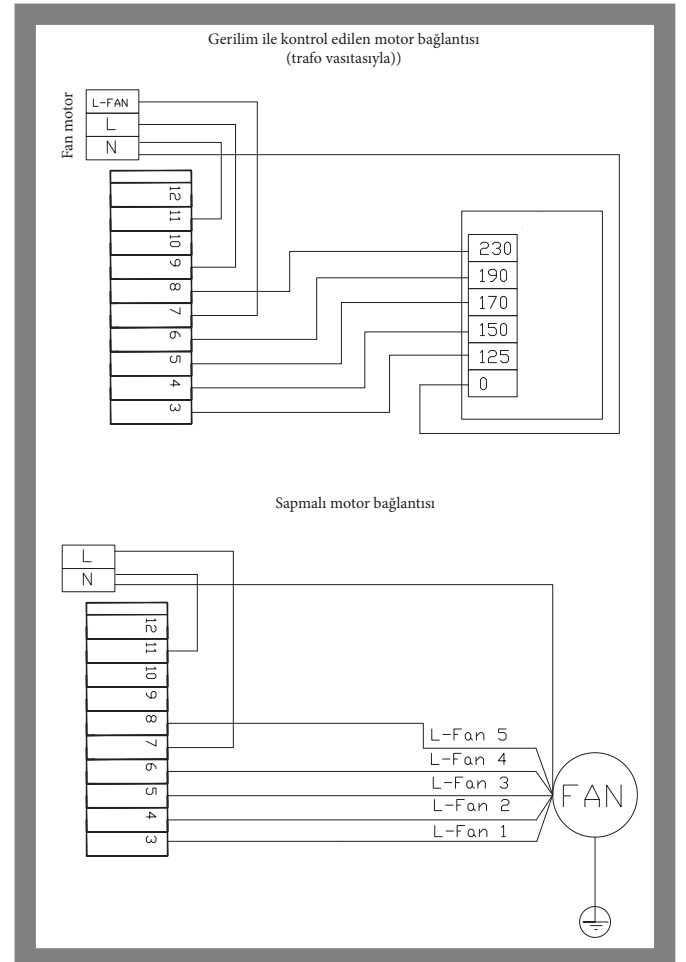 Gerilim ile kontrol edilen motor bağlantısı
(trafo vasıtasıyla))
Fan motor
L-FAN
L
N
12
11
10
9
8
7
6
5
4
3
230
190
170
150
125
0
Sapmalı motor bağlantısı
L
N
12
11
10
9
8
7
6
5
4
3
L-Fan 5
L-Fan 4
L-Fan 3
L-Fan 2
L-Fan 1
FAN